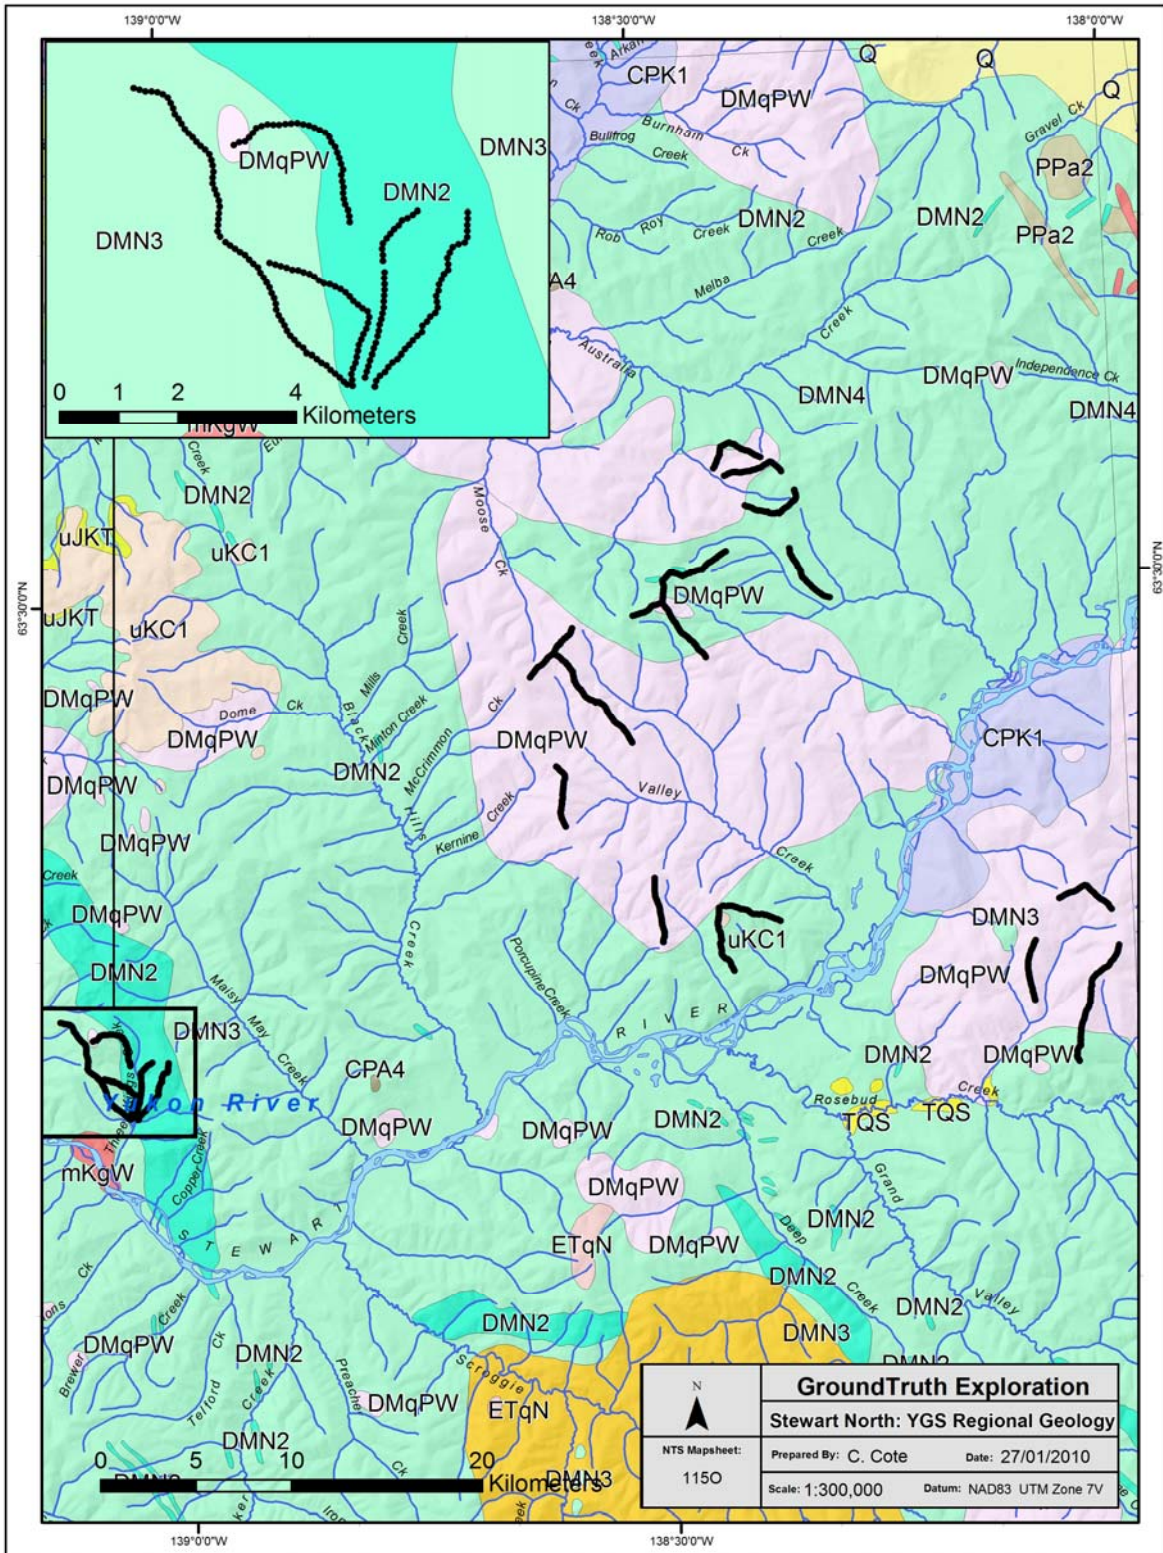 139°0'0"W
138°30'0"W
138°0'0"W
Arkan
Q
Q
Q
CPK1
DMqPW
Gravel Ck
Ck
Burnham
Ck
Bullfrog
Creek
DMN3
DMqPW
DMN2
DMN3
PPa2
DMN2
DMN2
PPa2
Rob Roy Creek
Creek
Melba
A4
Creek
Australia
Independence Ck
DMqPW
DMN4
DMN4
0 1 2 4
Kilometers
mKgW
Creek
DMN2
Moose
Ck
uJKT
uKC1
63°30'0"N
63°30'0"N
DMqPW
uJKT
uKC1
Creek
Mills
DMqPW
Dome Ck
Black
Minton Creek
Ck
McCrimmon
DMqPW
DMqPW
CPK1
DMN2
DMqPW
Hills
Valley
Creek
Kernine Creek
DMqPW
Creek
DMqPW
Ck
DMN3
uKC1
Creek
Porcupine Creek
DMN2
Maisy May Creek
DMqPW
RIVER
DMN3
DMN2
DMqPW
CPA4
Creek
Rosebud
Yukon River
DMN2
TQS
TQS
DMqPW
DMqPW
mKgW
Copper Creek
DMqPW
Grand
STEWART
DMN2
ETqN
DMqPW
Deep
DMN2
Creek
Valley
DMN2
Ck
ons
Creek
DMN2
DMN3
DMqPW
DMN2
DMN2
Brewer
Ck
Telford
Creek
Preacher
Scroggie
DMqPW
ETqN
DMN2
Ck
0 5 10 20
Kilometers
DMN2
DMN3
Creek
N
NTS Mapsheet:
115O
GroundTruth Exploration
Stewart North: YGS Regional Geology
Prepared By: C. Cote Date: 27/01/2010
Scale: 1:300,000 Datum: NAD83 UTM Zone 7V
139°0'0"W
138°30'0"W